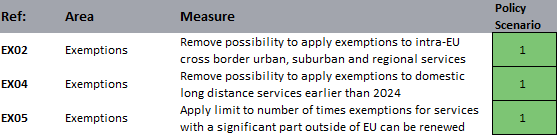 Ref: Area Measure Policy Scenario
EX02 Exemptions Remove possibility to apply exemptions to intra-EU cross border urban, suburban and regional services 1
EX04 Exemptions Remove possibility to apply exemptions to domestic long distance services earlier than 2024 1
EX05 Exemptions Apply limit to number of times exemptions for services with a significant part outside of EU can be renewed 1